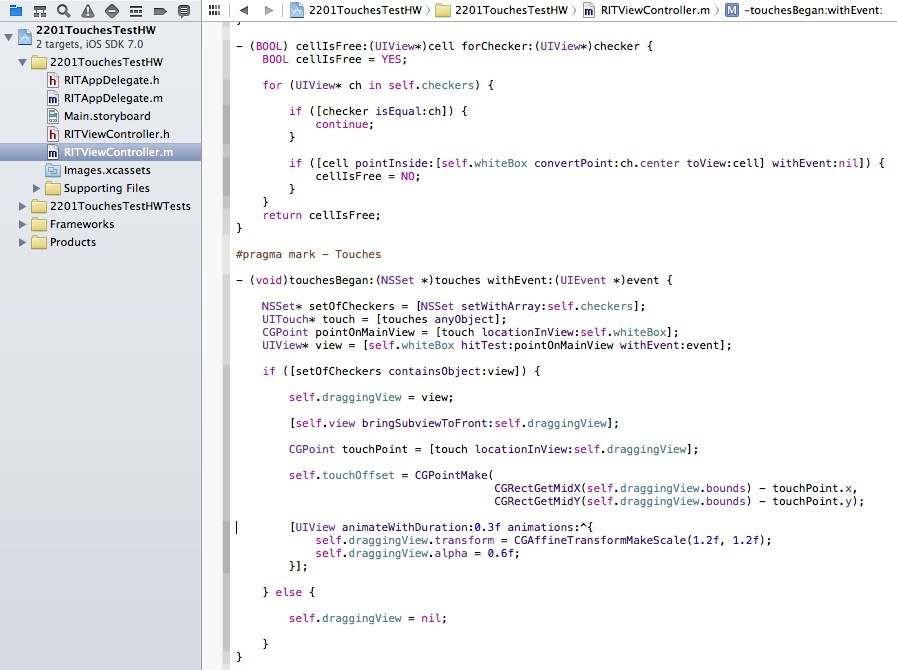 2201TouchesTestHW
2 targets, iOS SDK 7.0
2201TouchesTestHW
RITAppDelegate.h
RITAppDelegate.m
Main.storyboard
RITViewController.h
RITViewController.m
Images.xcassets
Supporting Files
2201TouchesTestHWTests
Frameworks
Products
2201TouchesTestHW 2201TouchesTestHW RITViewController.m -touchesBegan:withEvent:
}
- (BOOL) cellIsFree:(UIView*)cell forChecker:(UIView*)checker {
BOOL cellIsFree = YES;
for (UIView* ch in self.checkers) {
if ([checker isEqual:ch]) {
continue;
}
if ([cell pointInside:[self.whiteBox convertPoint:ch.center toView:cell] withEvent:nil]) {
cellIsFree = NO;
}
}
return cellIsFree;
}
#pragma mark - Touches
- (void)touchesBegan:(NSSet *)touches withEvent:(UIEvent *)event {
NSSet* setOfCheckers = [NSSet setWithArray:self.checkers];
UITouch* touch = [touches anyObject];
CGPoint pointOnMainView = [touch locationInView:self.whiteBox];
UIView* view = [self.whiteBox hitTest:pointOnMainView withEvent:event];
if ([setOfCheckers containsObject:view]) {
self.draggingView = view;
[self.view bringSubviewToFront:self.draggingView];
CGPoint touchPoint = [touch locationInView:self.draggingView];
self.touchOffset = CGPointMake(
CGRectGetMidX(self.draggingView.bounds) - touchPoint.x,
CGRectGetMidY(self.draggingView.bounds) - touchPoint.y);
[UIView animateWithDuration:0.3f animations:^{
self.draggingView.transform = CGAffineTransformMakeScale(1.2f, 1.2f);
self.draggingView.alpha = 0.6f;
}];
} else {
self.draggingView = nil;
}
}